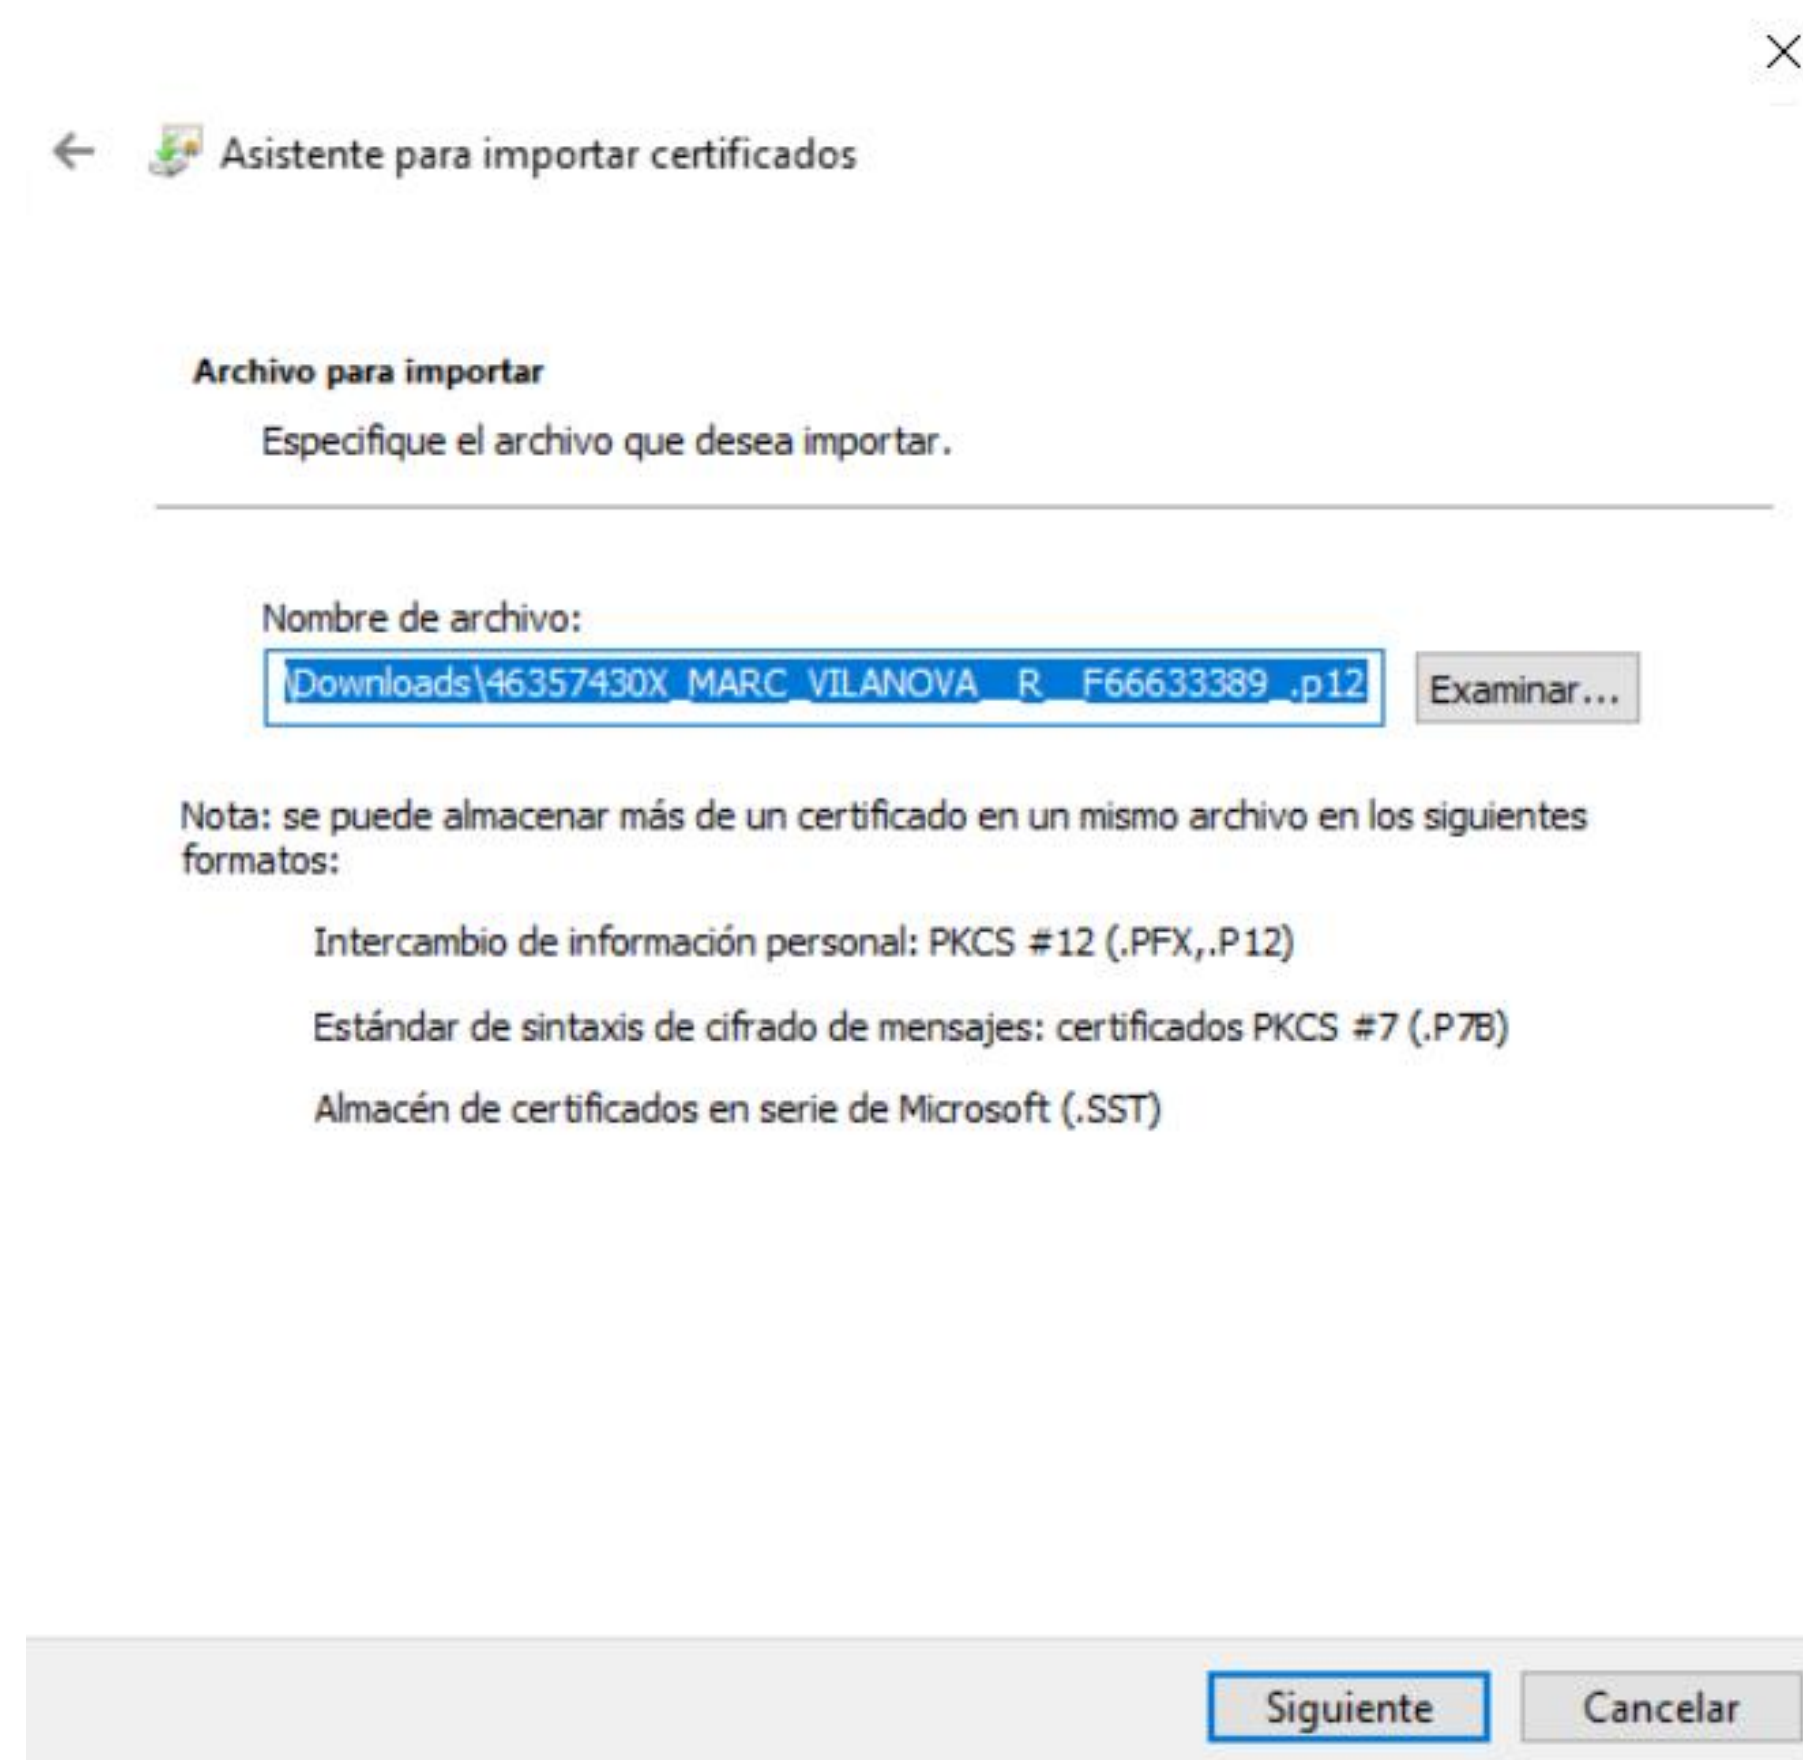 Asistente para importar certificados
Archivo para importar
Especifique el archivo que desea importar.
Nombre de archivo:
\Downloads\46357430X_MARC_VILANOVA__R__F66633389_.p12
Examinar...
Nota: se puede almacenar más de un certificado en un mismo archivo en los siguientes
formatos:
Intercambio de información personal: PKCS #12 (.PFX,.P12)
Estándar de sintaxis de cifrado de mensajes: certificados PKCS #7 (.P7B)
Almacén de certificados en serie de Microsoft (.SST)
Siguiente
Cancelar